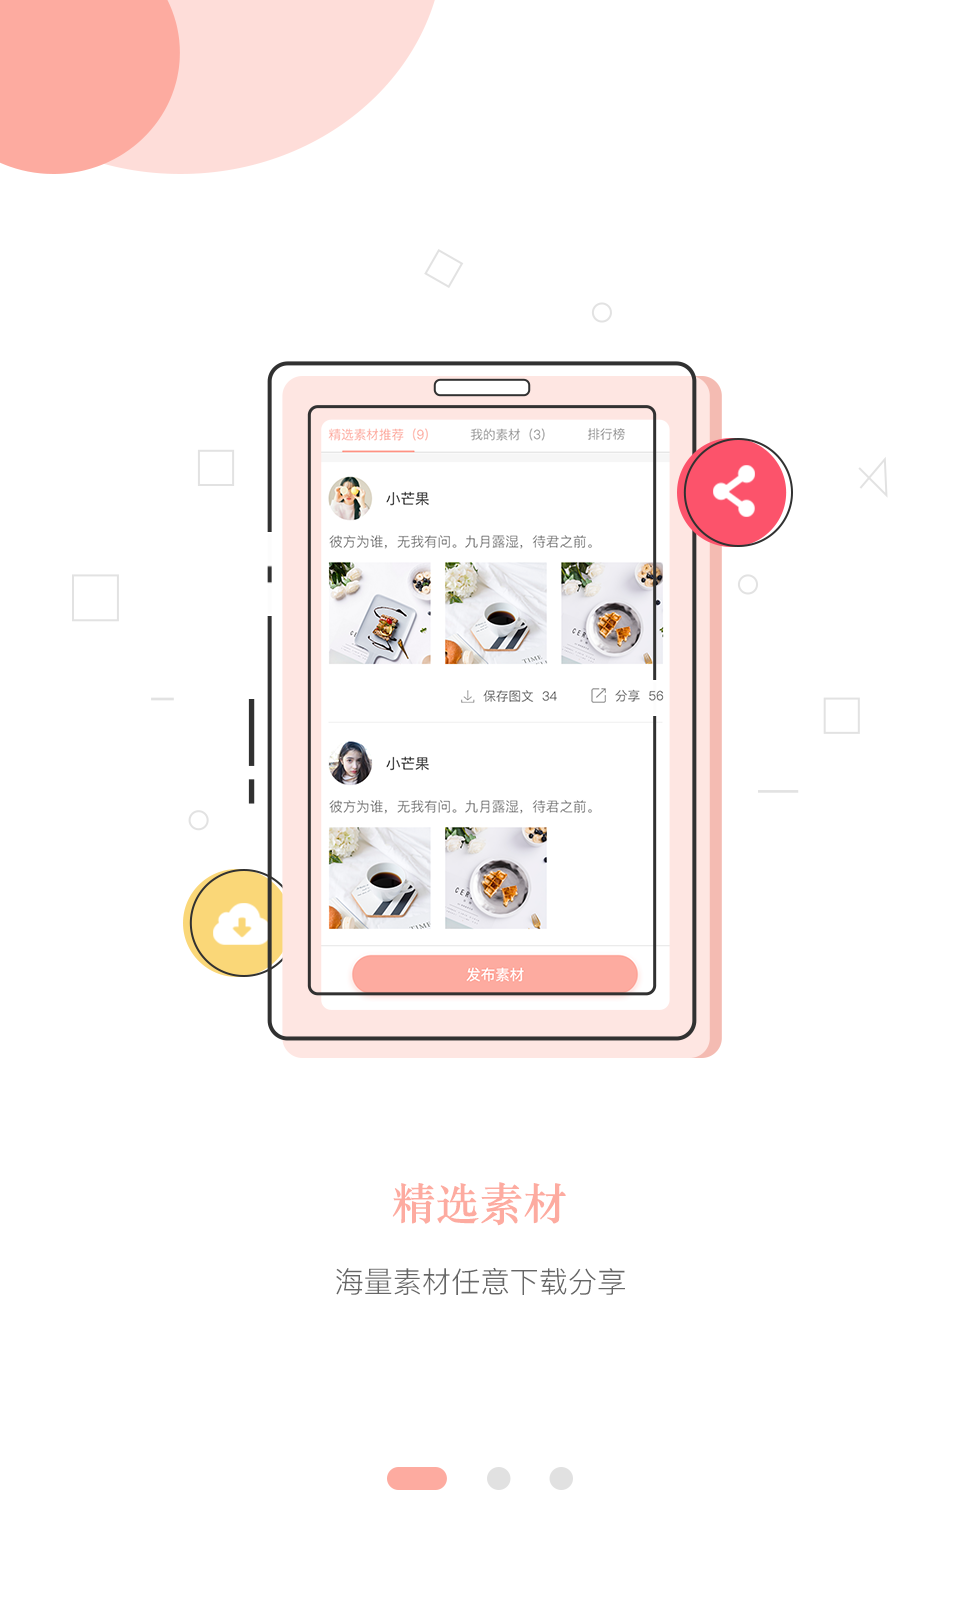 精选素材推荐（9） 我的素材（3） 排行榜
小芒果
彼方为谁，无我有问。九月露湿，待君之前。
保存图文 34 分享 56
小芒果
彼方为谁，无我有问。九月露湿，待君之前。
发布素材
精选素材
海量素材任意下载分享